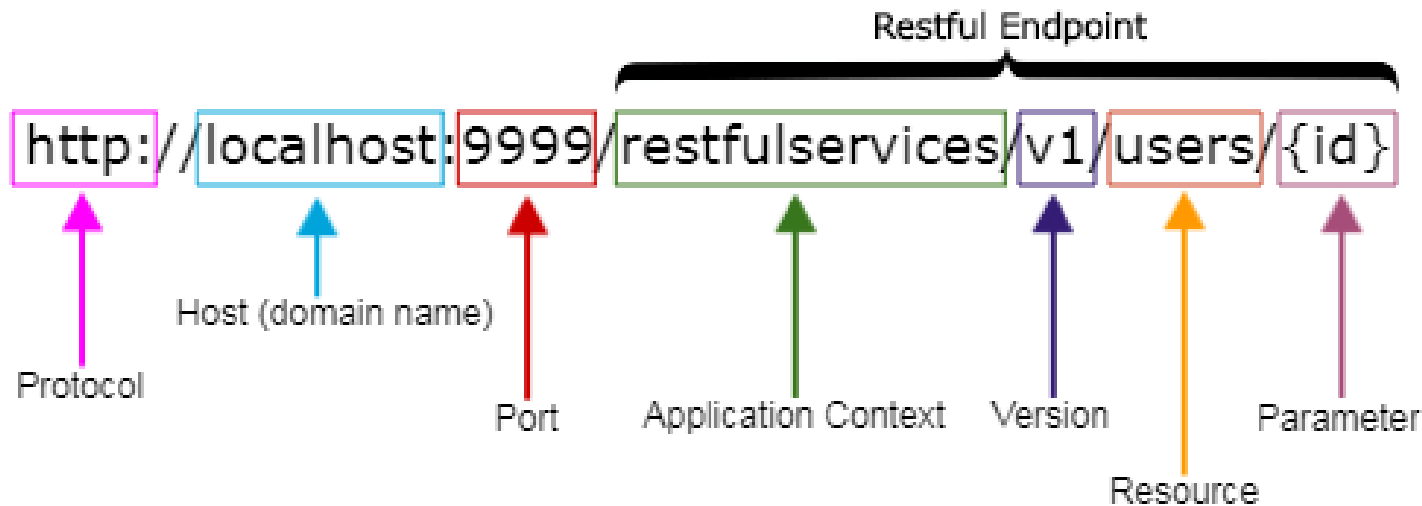 Restful Endpoint
http://localhost:9999/restfulservices/v1/users/{id}
Host (domain name)
Protocol
Port
Application Context
Version
Parameter
Resource